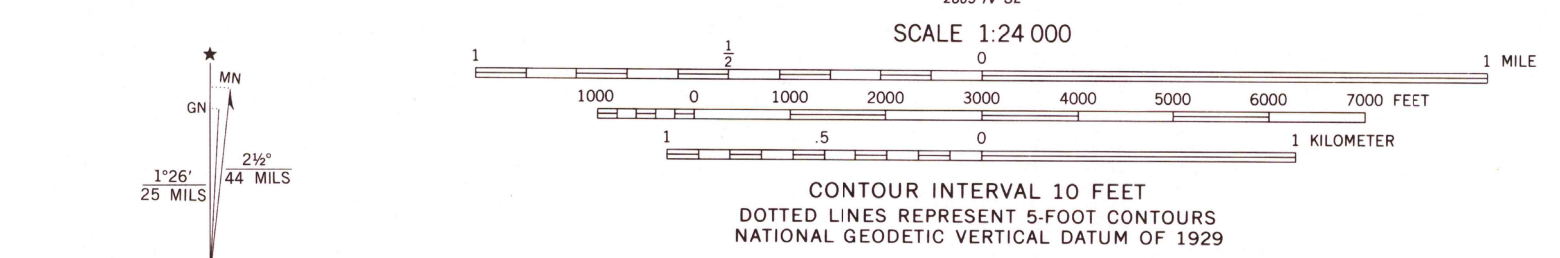 SCALE 1:24 000
1 1/2 0 1 MILE
1000 0 1000 2000 3000 4000 5000 6000 7000 FEET
1 .5 0 1 KILOMETER
CONTOUR INTERVAL 10 FEET
DOTTED LINES REPRESENT 5-FOOT CONTOURS
NATIONAL GEODETIC VERTICAL DATUM OF 1929
★
MN
GN
1°26′
25 MILS
2½°
44 MILS